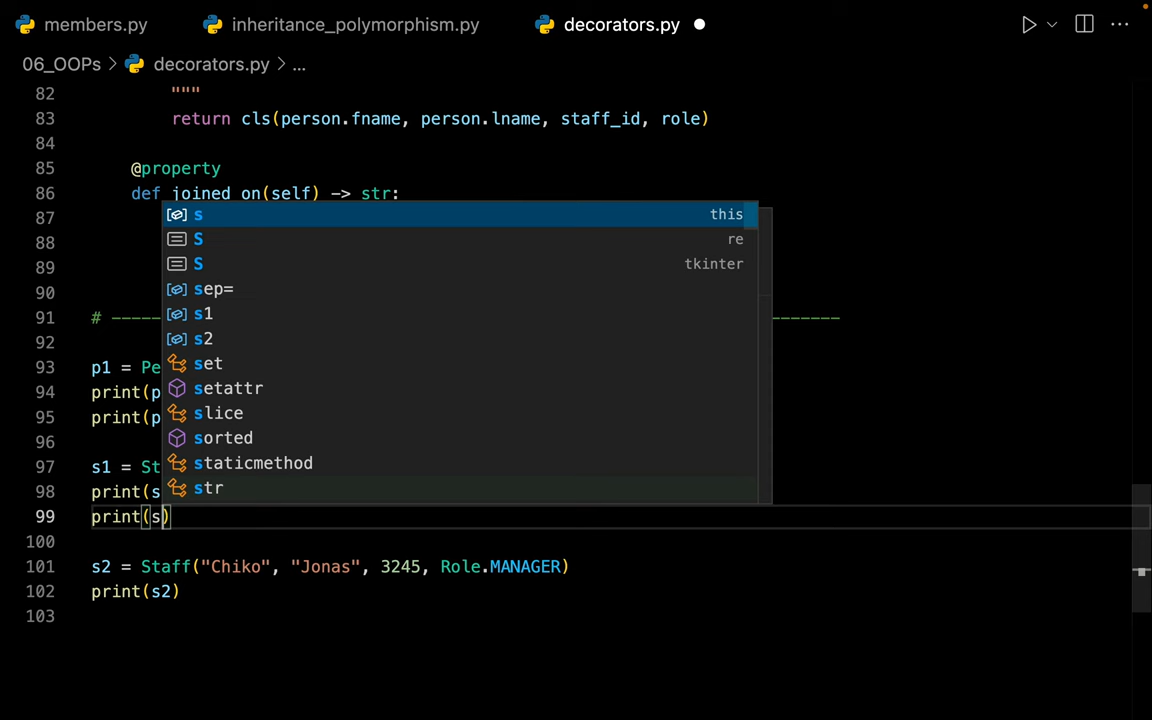 members.py inheritance_polymorphism.py decorators.py
06_OOPs > decorators.py > ...
82 """
83 return cls(person.fname, person.lname, staff_id, role)
84
85 @property
86 def joined_on(self) -> str:
87 s this
88 S re
89 S tkinter
90 sep=
91 # ----- s1 -------
92 s2
93 p1 = Pe set
94 print(p setattr
95 print(p slice
96 sorted
97 s1 = St staticmethod
98 print(s str
99 print(s)
100
101 s2 = Staff("Chiko", "Jonas", 3245, Role.MANAGER)
102 print(s2)
103